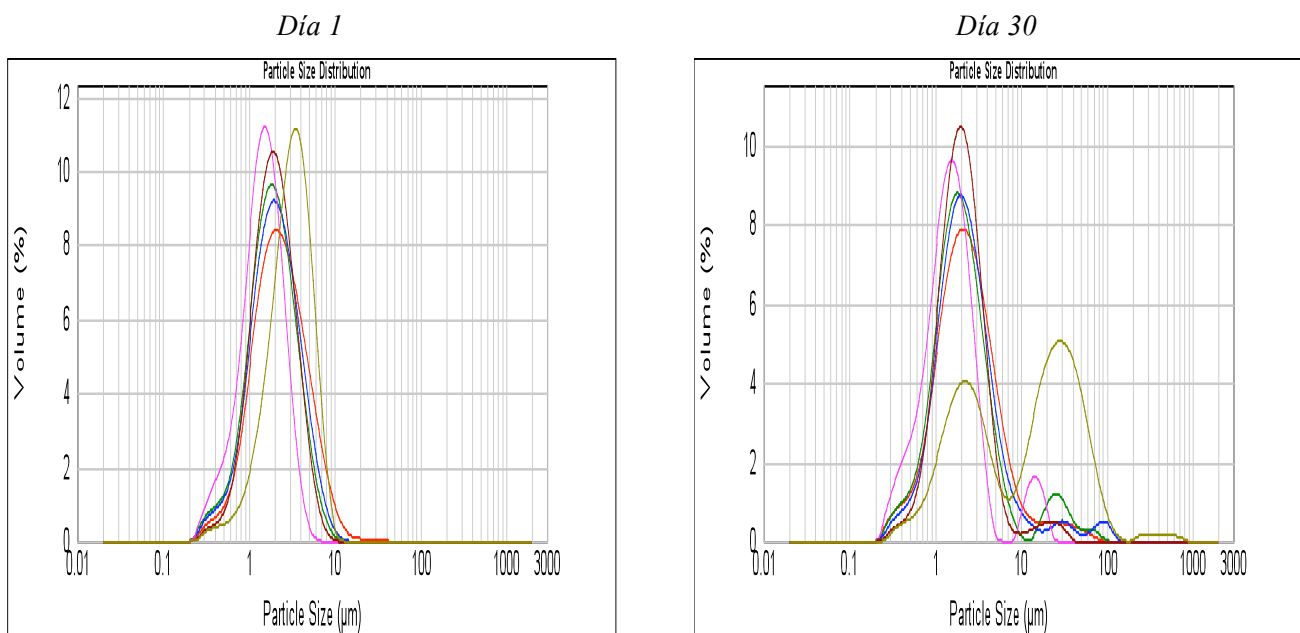 Día 1
Particle Size Distribution
12
10
8
6
4
2
0
Volume (%)
0.01 0.1 1 10 100 1000 3000
Particle Size (µm)
Día 30
Particle Size Distribution
10
8
6
4
2
0
Volume (%)
0.01 0.1 1 10 100 1000 3000
Particle Size (µm)